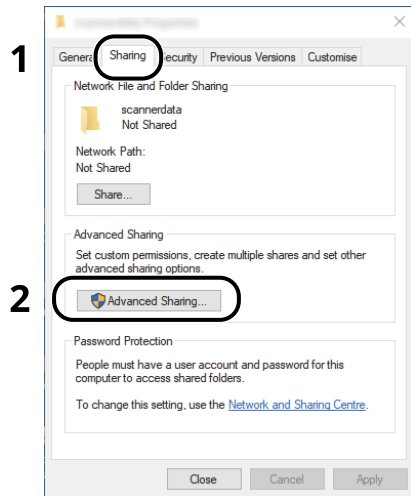 1
General Sharing Security Previous Versions Customise
Network File and Folder Sharing
scannerdata
Not Shared
Network Path:
Not Shared
Share...
Advanced Sharing
Set custom permissions, create multiple shares and set other
advanced sharing options.
2
Advanced Sharing...
Password Protection
People must have a user account and password for this
computer to access shared folders.
To change this setting, use the Network and Sharing Centre.
Close Cancel Apply